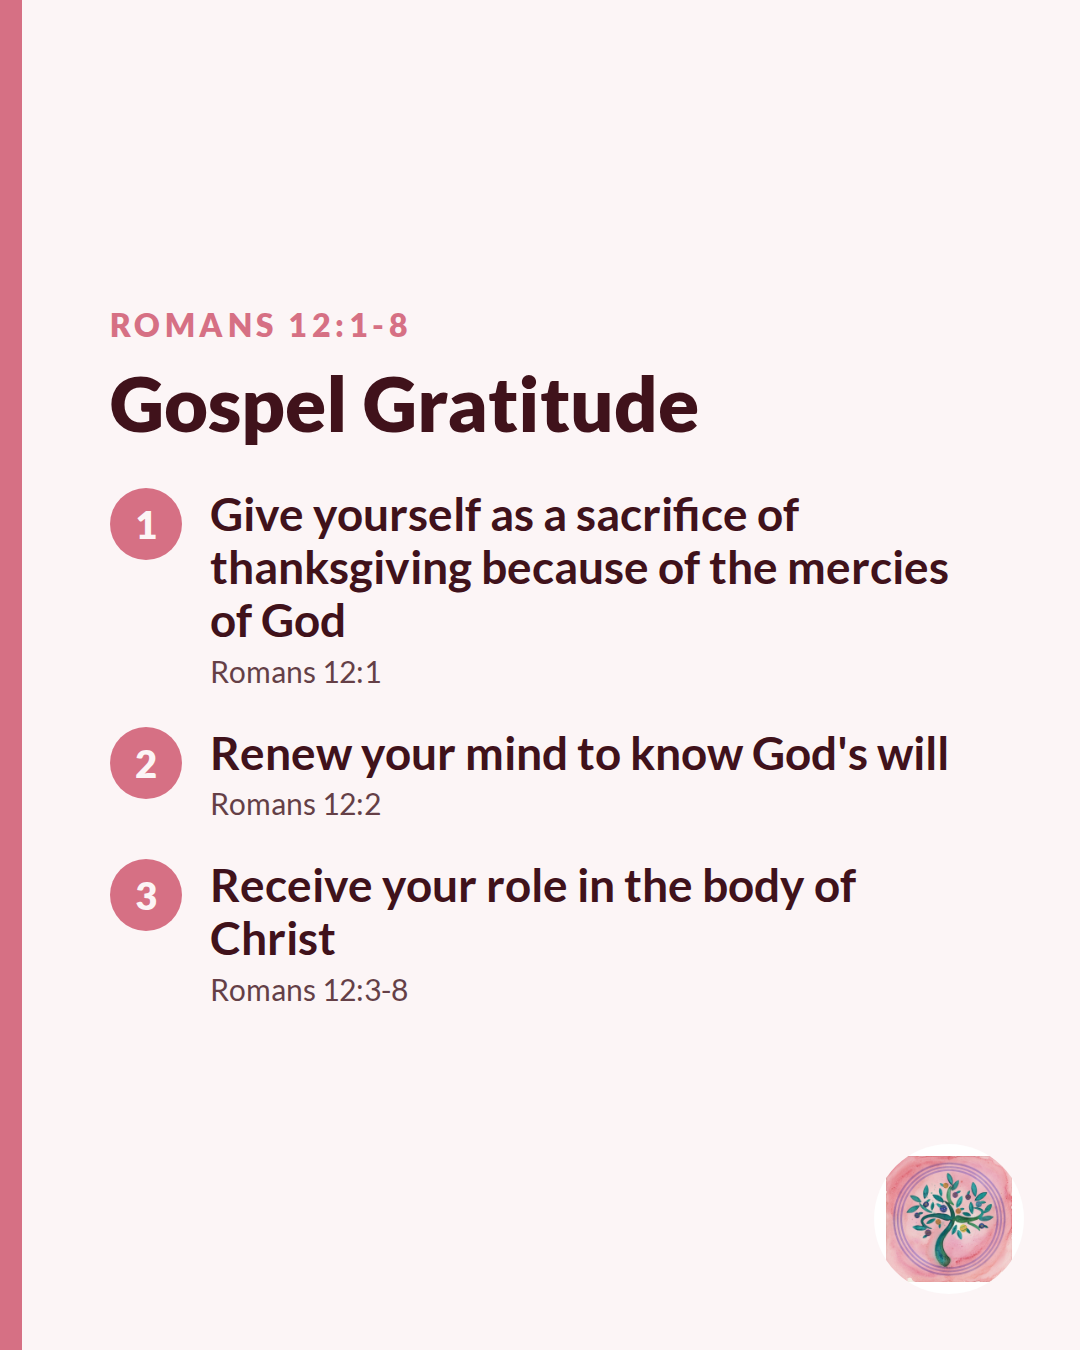 ROMANS 12:1-8
Gospel Gratitude
1
Give yourself as a sacrifice of
thanksgiving because of the mercies
of God
Romans 12:1
2
Renew your mind to know God's will
Romans 12:2
3
Receive your role in the body of
Christ
Romans 12:3-8